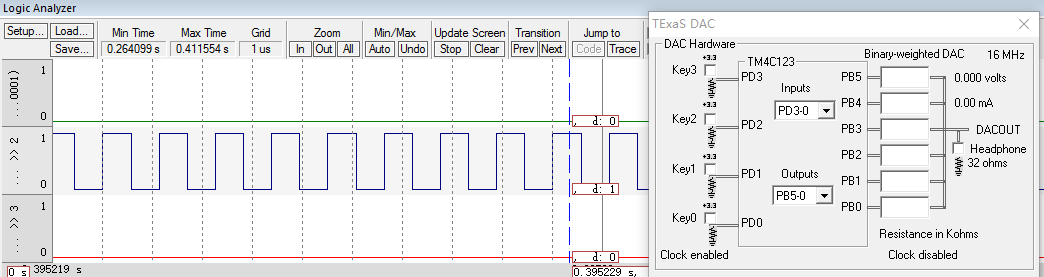 Logic Analyzer
Setup... Load... Min Time Max Time Grid Zoom Min/Max Update Screen Transition Jump to
Save... 0.264099 s 0.411554 s 1 us In Out All Auto Undo Stop Clear Prev Next Code Trace
1
...0001)
0
, d: 0
1
>> 2
1
, d: 1
1
>> 3
0
, d: 0
0 s 395219 s
0.395229 s,
TExaS DAC
DAC Hardware
+3.3
Key3
PD3
+3.3
Key2
PD2
+3.3
Key1
PD1
+3.3
Key0
PD0
Clock enabled
TM4C123
Inputs
PD3-0
Outputs
PB5-0
Binary-weighted DAC 16 MHz
PB5
0.000 volts
PB4
0.00 mA
PB3
DACOUT
Headphone
32 ohms
PB2
PB1
PB0
Resistance in Kohms
Clock disabled